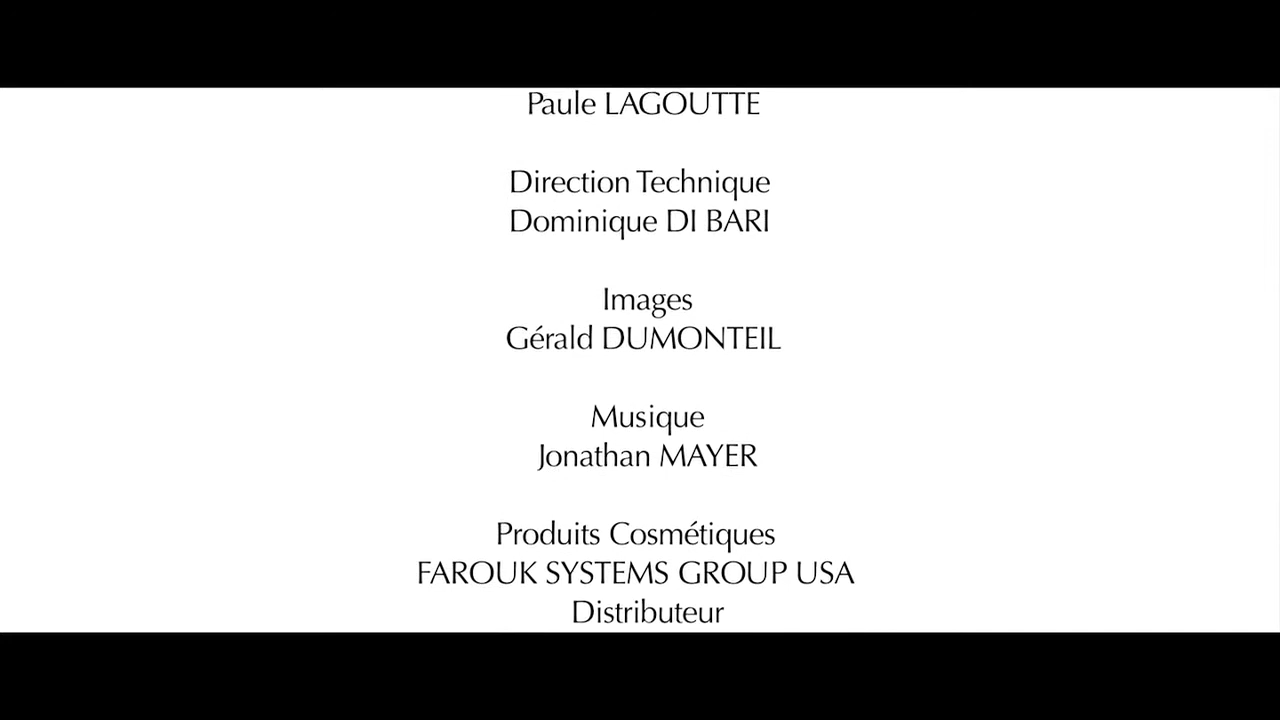 Paule LAGOUTTE
Direction Technique
Dominique DI BARI
Images
Gérald DUMONTEIL
Musique
Jonathan MAYER
Produits Cosmétiques
FAROUK SYSTEMS GROUP USA
Distributeur